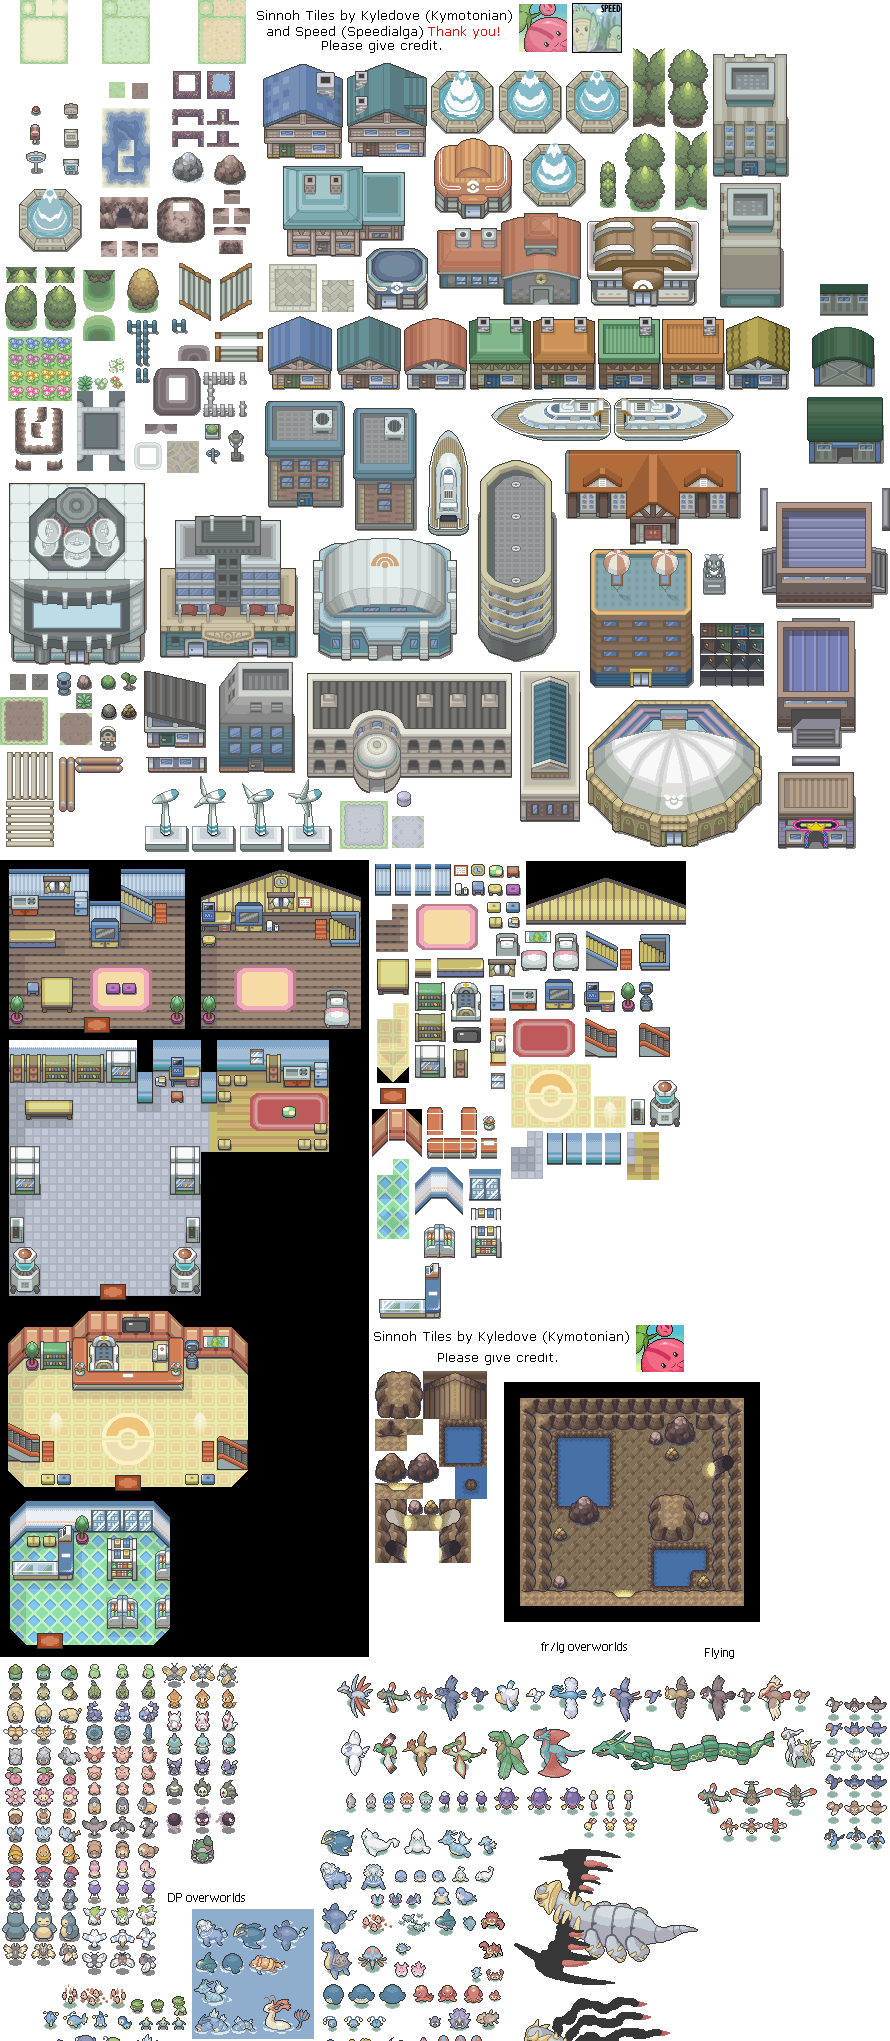 Sinnoh Tiles by Kyledove (Kymotonian)
and Speed (Speedialga) Thank you!
Please give credit.
SPEED
Sinnoh Tiles by Kyledove (Kymotonian)
Please give credit.
fr/lg overworlds
Flying
DP overworlds